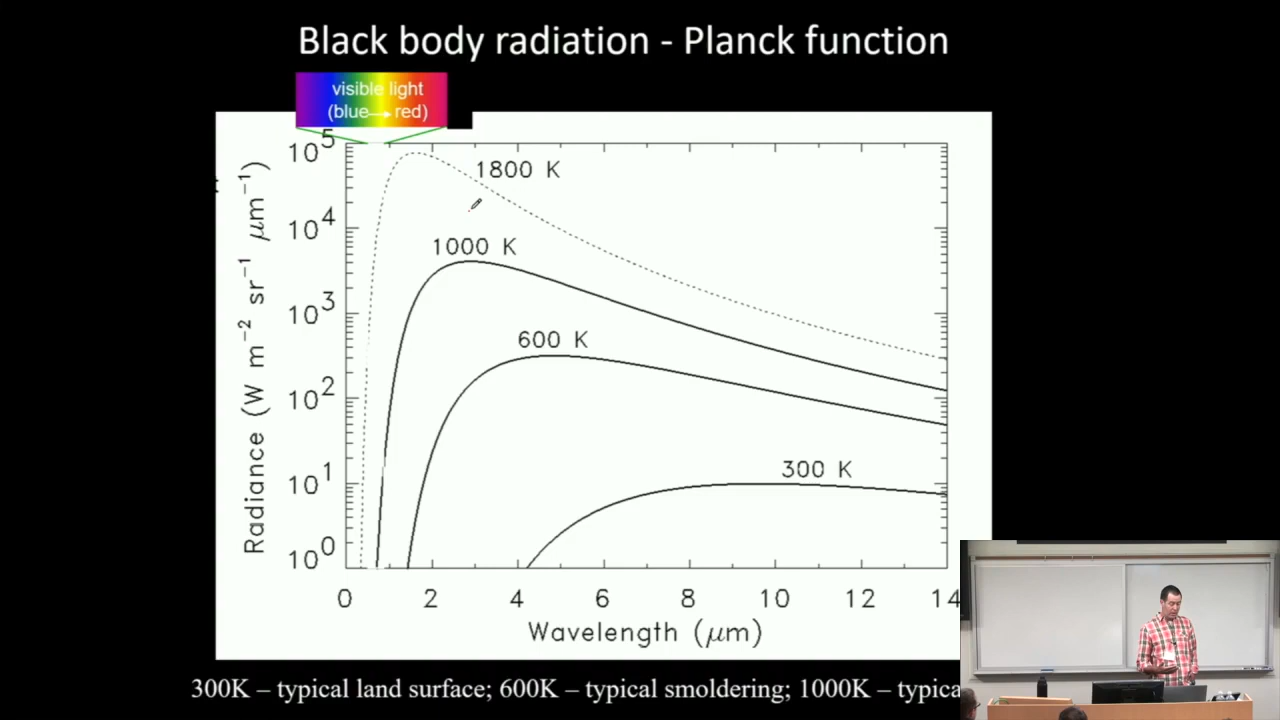 Black body radiation - Planck function
visible light
(blue→red)
10^5
1800 K
10^4
1000 K
10^3
600 K
10^2
300 K
10^1
10^0
Radiance (W m^-2 sr^-1 μm^-1)
0 2 4 6 8 10 12 14
Wavelength (μm)
300K – typical land surface; 600K – typical smoldering; 1000K – typica